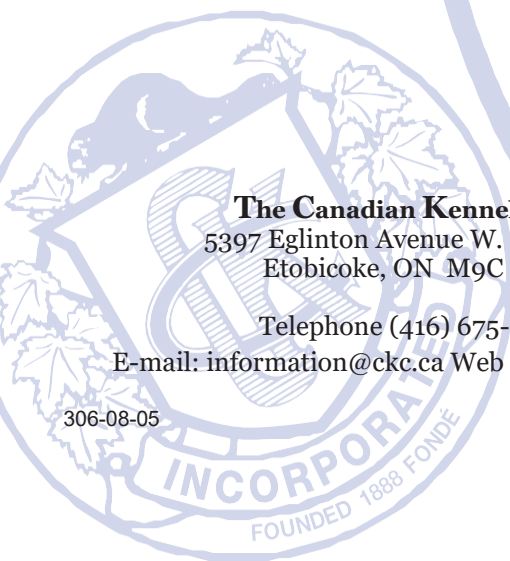 The Canadian Kennel
5397 Eglinton Avenue W.
Etobicoke, ON M9C
Telephone (416) 675-
E-mail: information@ckc.ca Web
306-08-05
CKC
INCORPORATED
FOUNDED 1888 FONDÉ